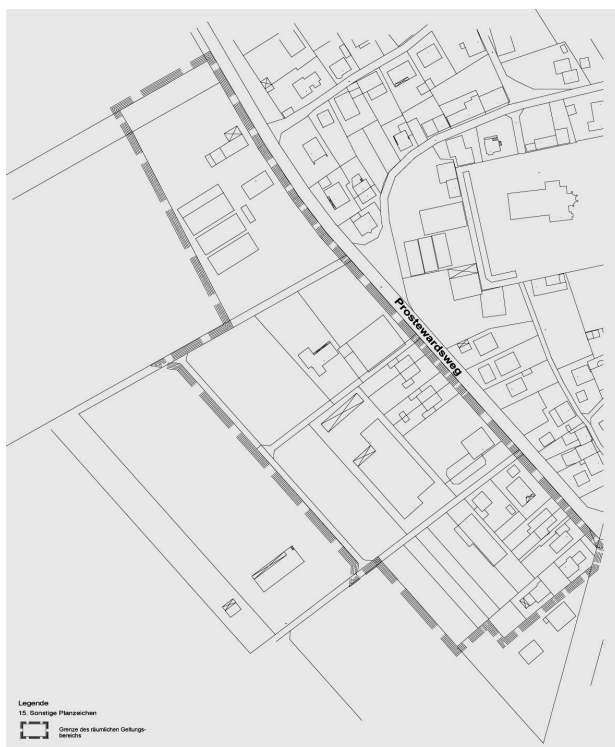 Prostewardsweg
Legende
15. Sonstige Planzeichen
Grenze des räumlichen Geltungs-
bereichs